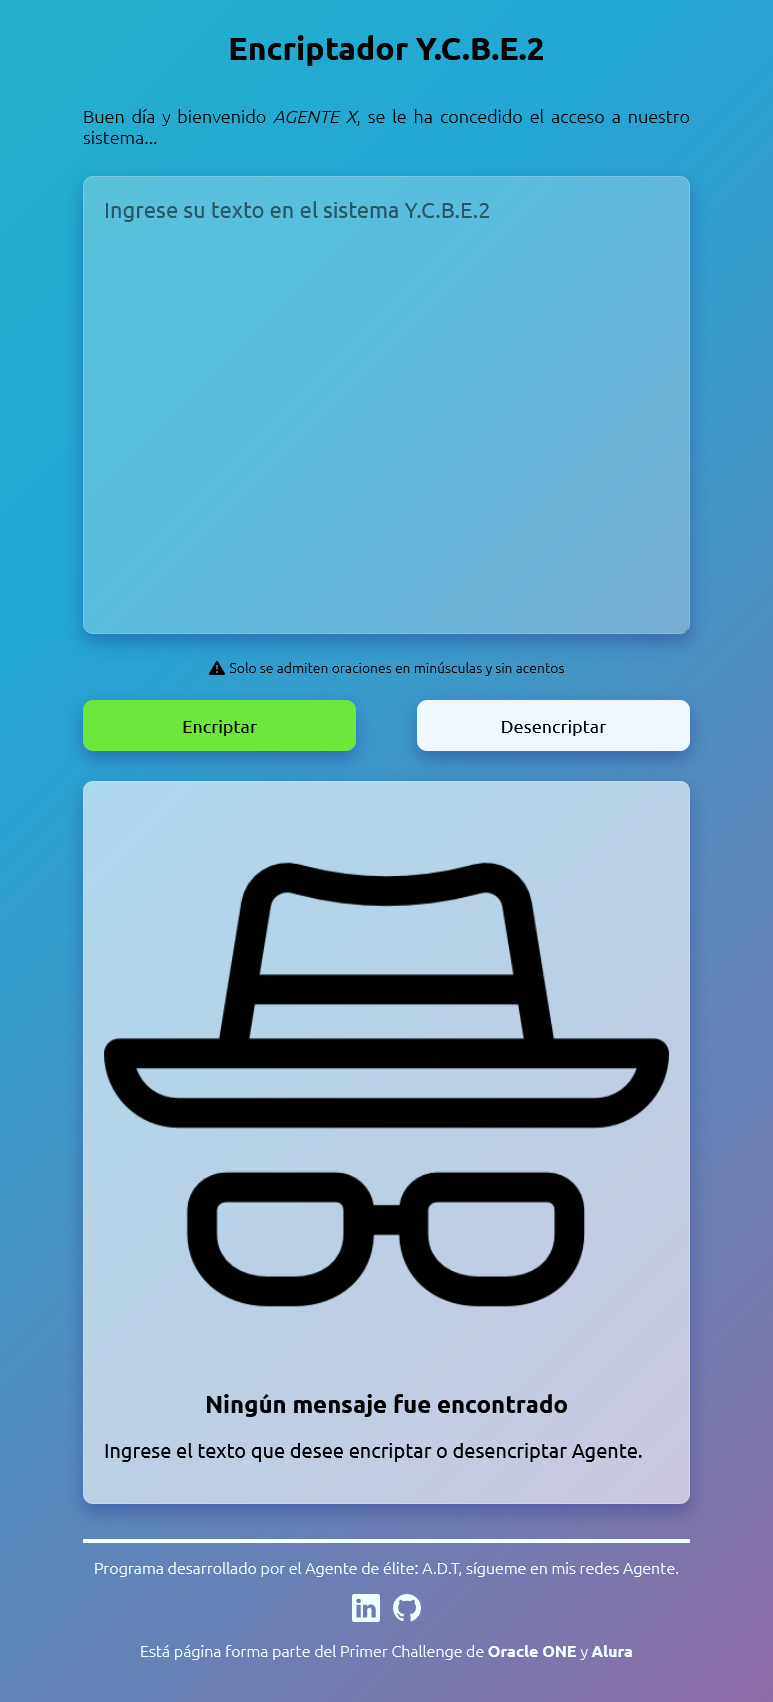 Encriptador Y.C.B.E.2
Buen día y bienvenido AGENTE X, se le ha concedido el acceso a nuestro
sistema...
Ingrese su texto en el sistema Y.C.B.E.2
Solo se admiten oraciones en minúsculas y sin acentos
Encriptar
Desencriptar
Ningún mensaje fue encontrado
Ingrese el texto que desee encriptar o desencriptar Agente.
Programa desarrollado por el Agente de élite: A.D.T, sígueme en mis redes Agente.
in
Está página forma parte del Primer Challenge de Oracle ONE y Alura